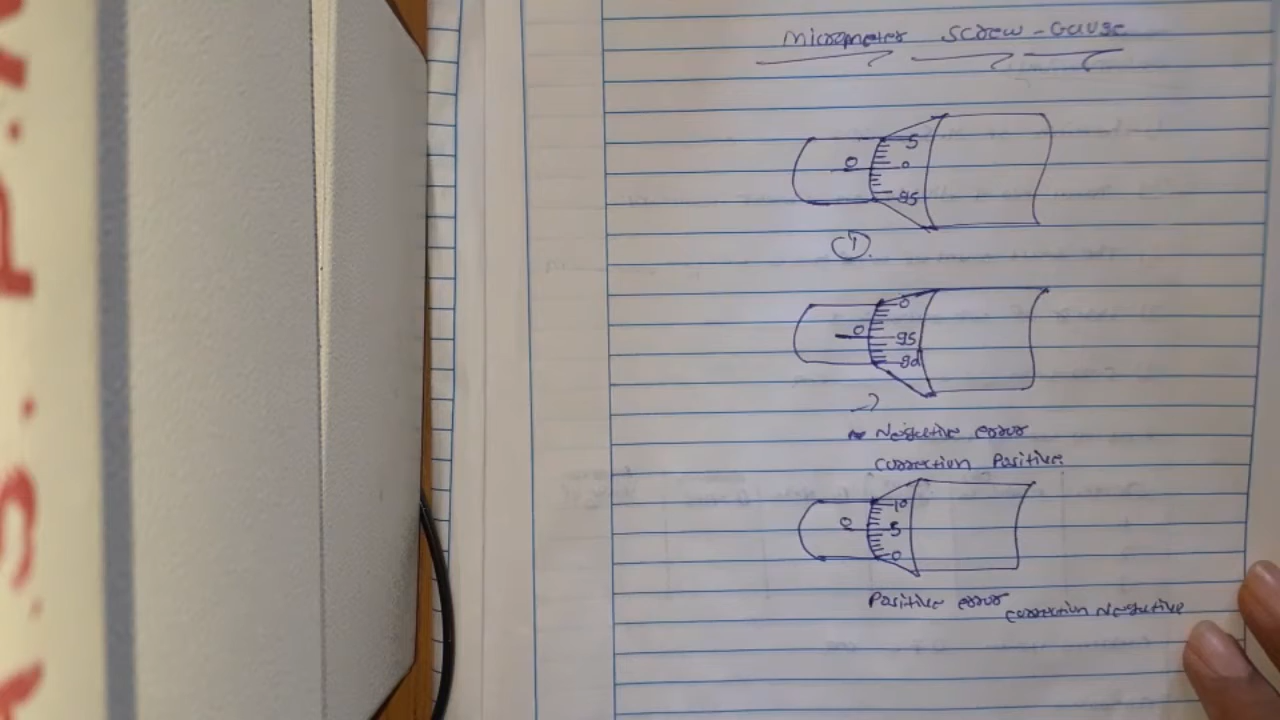 Micrometer Screw-Gauge
5
0 0
95
1
0
0 95
90
Negative error
Correction Positive
10
0 5
0
Positive error correction Negative